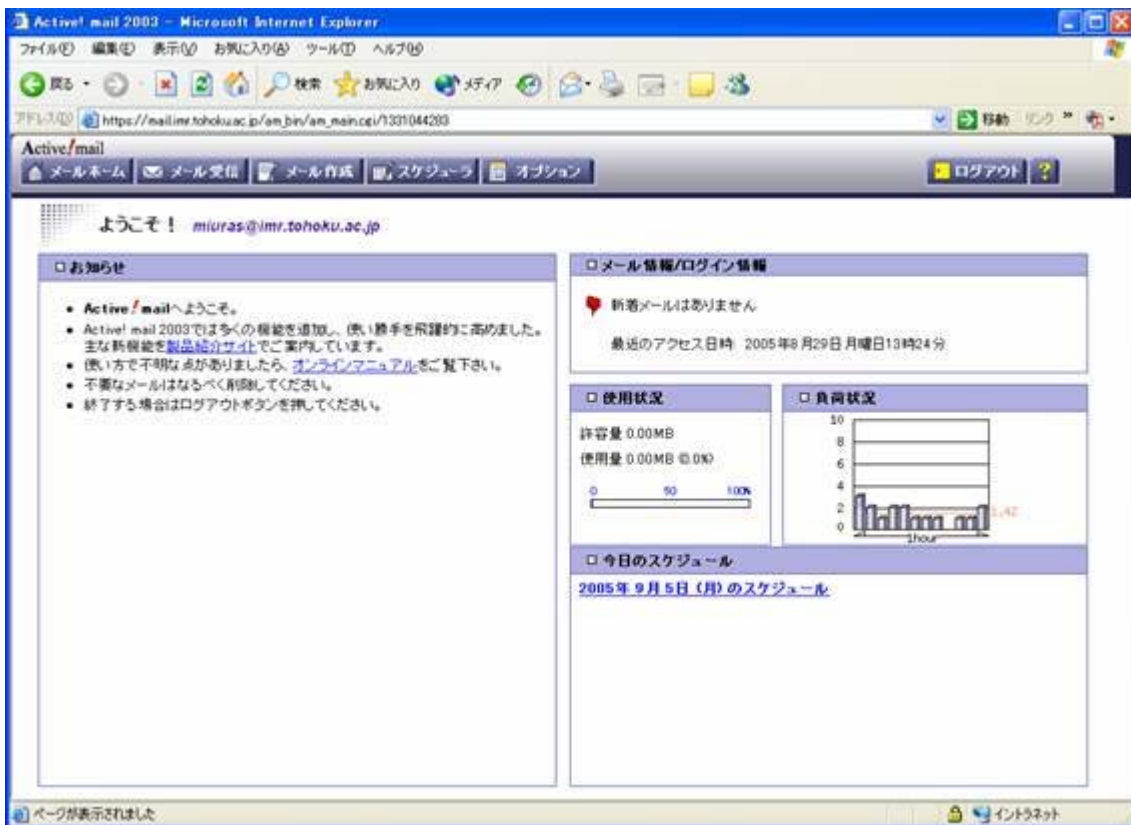 Active! mail 2003 - Microsoft Internet Explorer
ファイル(F) 編集(E) 表示(V) お気に入り(A) ツール(T) ヘルプ(H)
戻る 検索 お気に入り メディア
アドレス(D) https://mail.imr.tohoku.ac.jp/am_bin/am_main.cgi/1331044283 移動 リンク »
Active!mail
メールホーム メール受信 メール作成 スケジューラ オプション ログアウト ?
ようこそ! miuras@imr.tohoku.ac.jp
お知らせ
Active!mailへようこそ。
Active! mail 2003では多くの機能を追加し、使い勝手を飛躍的に高めました。
主な新機能を製品紹介サイトでご案内しています。
使い方で不明な点がありましたら、オンラインマニュアルをご覧下さい。
不要なメールはなるべく削除してください。
終了する場合はログアウトボタンを押してください。
メール情報/ログイン情報
新着メールはありません
最近のアクセス日時 2005年8月29日 月曜日13時24分
使用状況
許容量 0.00MB
使用量 0.00MB (0.0%)
0 50 100%
負荷状況
10
8
6
4
2
0
1.42
1hour
今日のスケジュール
2005年 9月 5日 (月) のスケジュール
ページが表示されました イントラネット